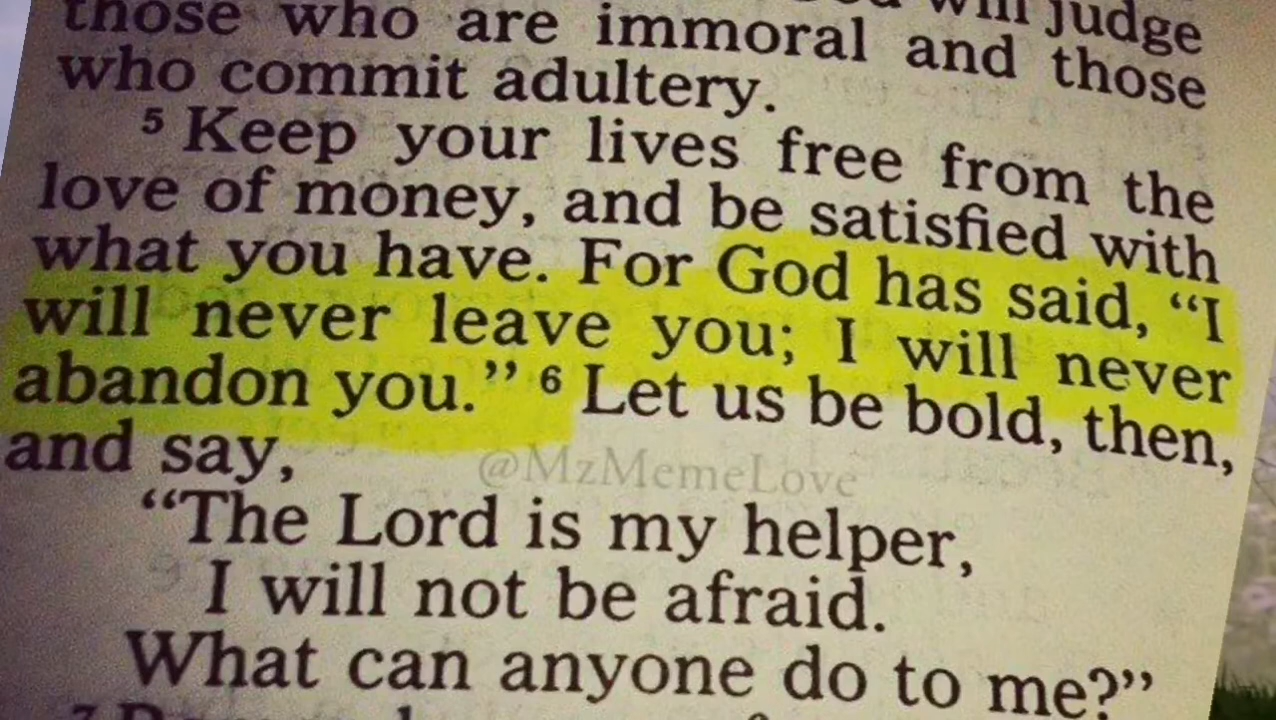 will judge
those who are immoral and those
who commit adultery.
5 Keep your lives free from the
love of money, and be satisfied with
what you have. For God has said, “I
will never leave you; I will never
abandon you.” 6 Let us be bold, then,
and say,
@MzMemeLove
“The Lord is my helper,
I will not be afraid.
What can anyone do to me?”
7